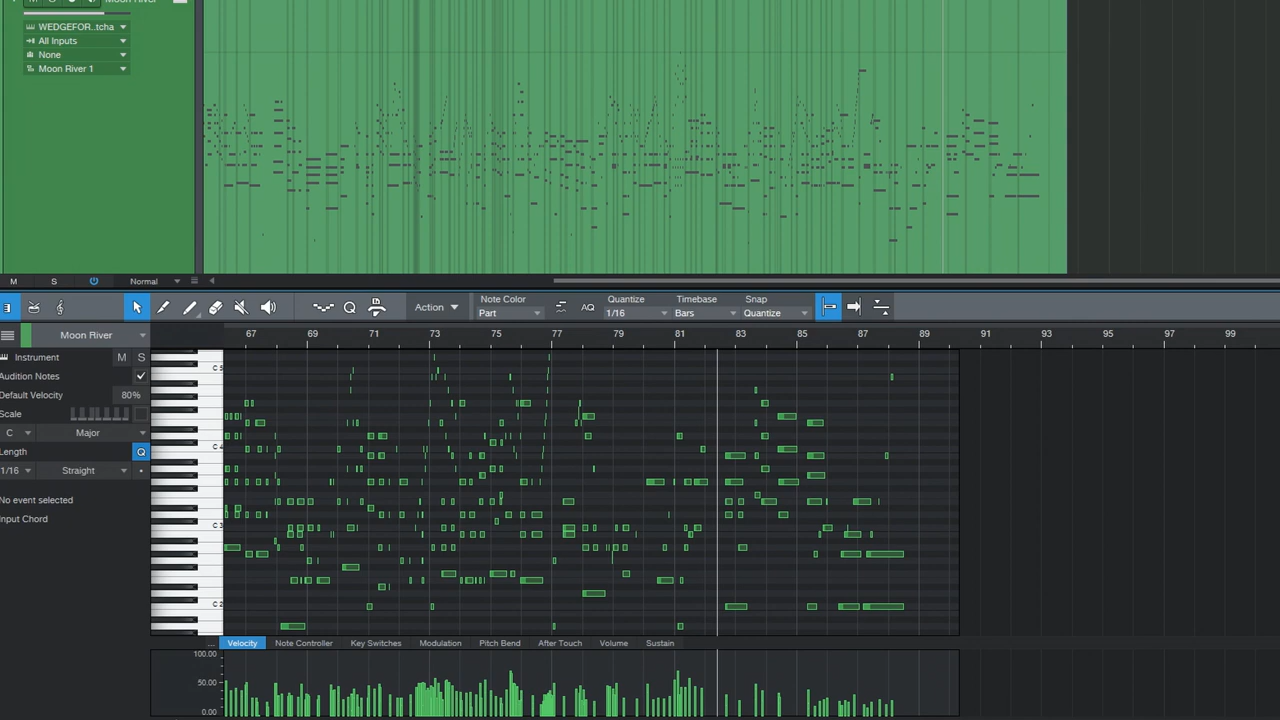 Moon River
WEDGEFOR..tcha
All Inputs
None
Moon River 1
M S Normal
Action
Note Color
Part
AQ
Quantize
1/16
Timebase
Bars
Snap
Quantize
Moon River
67 69 71 73 75 77 79 81 83 85 87 89 91 93 95 97 99
Instrument M S
Audition Notes
Default Velocity 80%
Scale
C Major
Length Q
1/16 Straight
No event selected
Input Chord
C 5
C 4
C 3
C 2
... Velocity Note Controller Key Switches Modulation Pitch Bend After Touch Volume Sustain
100.00
50.00
0.00